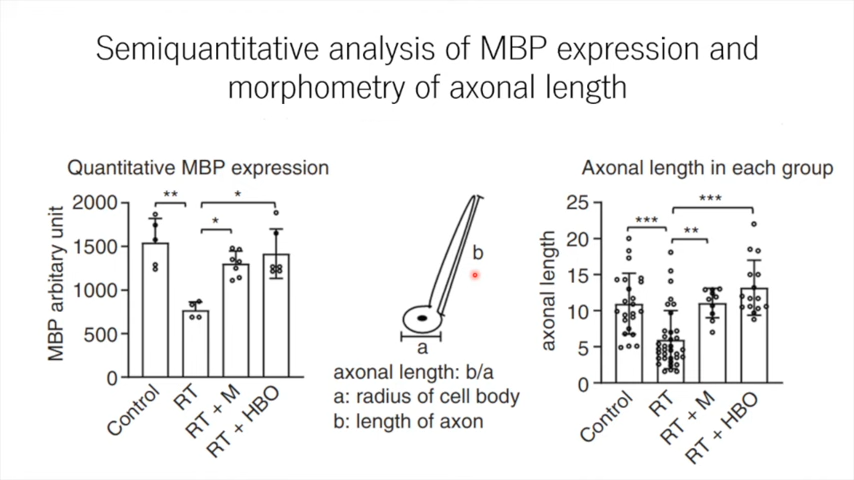 Semiquantitative analysis of MBP expression and
morphometry of axonal length
Quantitative MBP expression
MBP arbitary unit
2000
1500
1000
500
0
**
*
*
Control
RT
RT + M
RT + HBO
b
a
axonal length: b/a
a: radius of cell body
b: length of axon
Axonal length in each group
axonal length
25
20
15
10
5
0
***
***
**
Control
RT
RT + M
RT + HBO